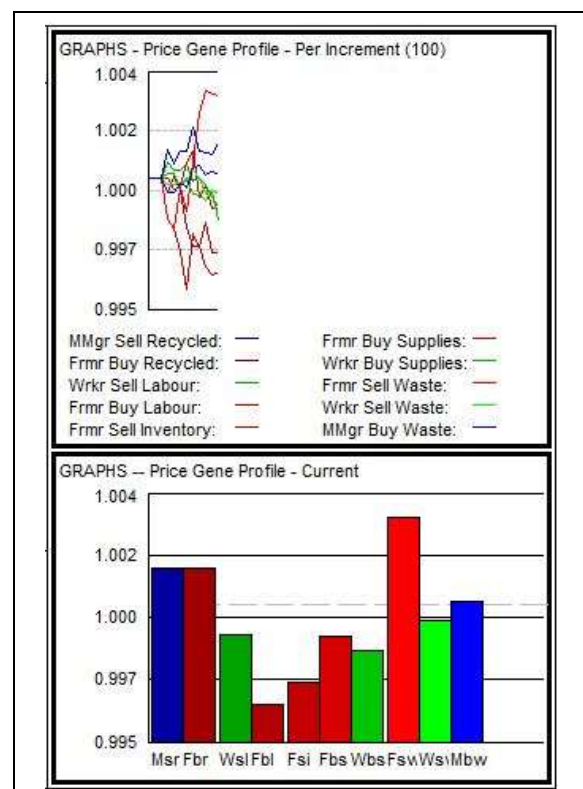 GRAPHS - Price Gene Profile - Per Increment (100)
1.004
1.002
1.000
0.997
0.995
MMgr Sell Recycled:
Frmr Buy Recycled:
Wrkr Sell Labour:
Frmr Buy Labour:
Frmr Sell Inventory:
Frmr Buy Supplies:
Wrkr Buy Supplies:
Frmr Sell Waste:
Wrkr Sell Waste:
MMgr Buy Waste:
GRAPHS -- Price Gene Profile - Current
1.004
1.002
1.000
0.997
0.995
Msr Fbr Wsl Fbl Fsi Fbs Wbs Fsw Wsw Mbw